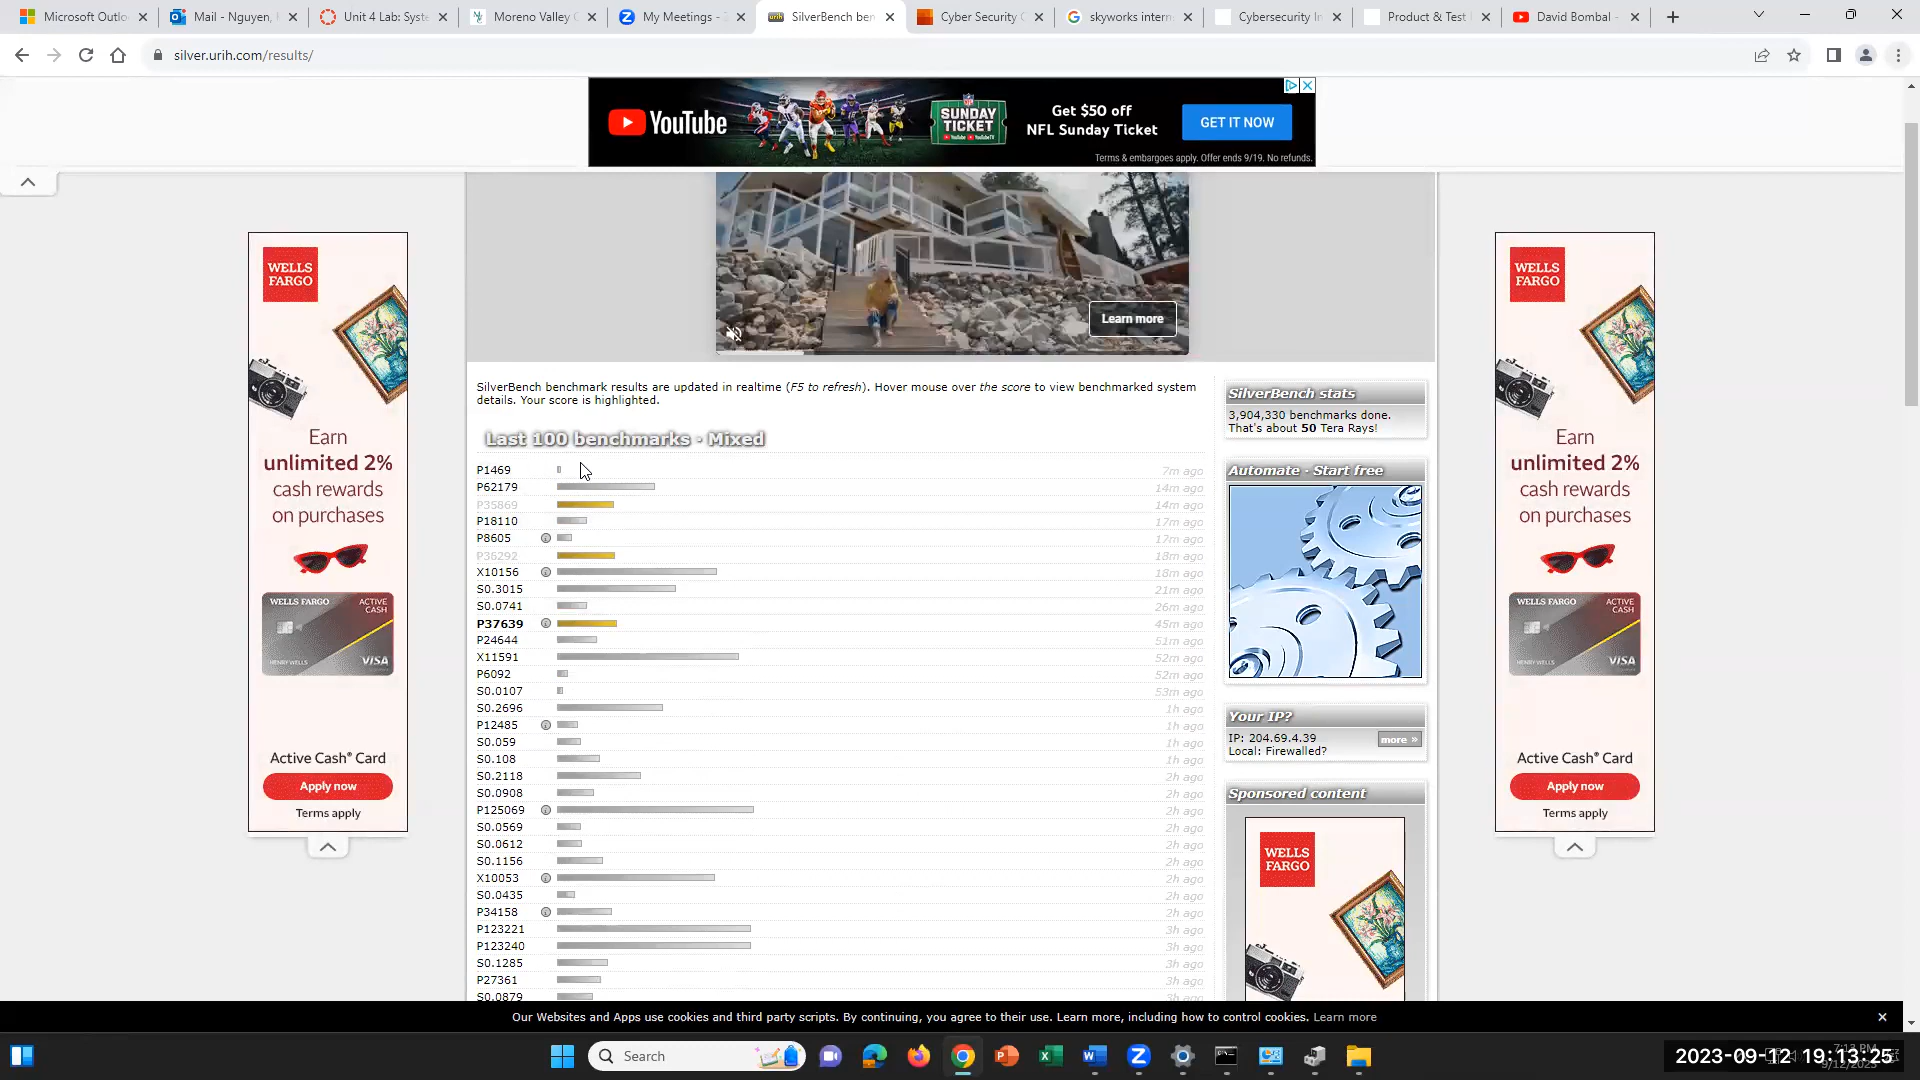 Microsoft Outlo
Mail - Nguyen,
Unit 4 Lab: Syst
Moreno Valley C
My Meetings - Z
SilverBench ben
Cyber Security C
skyworks intern
Cybersecurity In
Product & Test
David Bombal -
silver.urih.com/results/
YouTube
SUNDAY
TICKET
Get $50 off
NFL Sunday Ticket
GET IT NOW
Terms & embargoes apply. Offer ends 9/19. No refunds.
Learn more
WELLS
FARGO
Earn
unlimited 2%
cash rewards
on purchases
WELLS FARGO
ACTIVE
CASH
HENRY WELLS
VISA
Active Cash® Card
Apply now
Terms apply
SilverBench benchmark results are updated in realtime (F5 to refresh). Hover mouse over the score to view benchmarked system
details. Your score is highlighted.
Last 100 benchmarks · Mixed
P1469 7m ago
P62179 14m ago
P35869 14m ago
P18110 17m ago
P8605 17m ago
P36292 18m ago
X10156 18m ago
S0.3015 21m ago
S0.0741 26m ago
P37639 45m ago
P24644 51m ago
X11591 52m ago
P6092 52m ago
S0.0107 53m ago
S0.2696 1h ago
P12485 1h ago
S0.059 1h ago
S0.108 1h ago
S0.2118 2h ago
S0.0908 2h ago
P125069 2h ago
S0.0569 2h ago
S0.0612 2h ago
S0.1156 2h ago
X10053 2h ago
S0.0435 2h ago
P34158 2h ago
P123221 3h ago
P123240 3h ago
S0.1285 3h ago
P27361 3h ago
S0.0879 3h ago
SilverBench stats
3,904,330 benchmarks done.
That's about 50 Tera Rays!
Automate - Start free
Your IP?
IP: 204.69.4.39
Local: Firewalled?
more »
Sponsored content
WELLS
FARGO
WELLS
FARGO
Earn
unlimited 2%
cash rewards
on purchases
WELLS FARGO
ACTIVE
CASH
HENRY WELLS
VISA
Active Cash® Card
Apply now
Terms apply
Our Websites and Apps use cookies and third party scripts. By continuing, you agree to their use. Learn more, including how to control cookies. Learn more
Search
2023-09-12 19:13:25
7:13 PM
9/12/2023